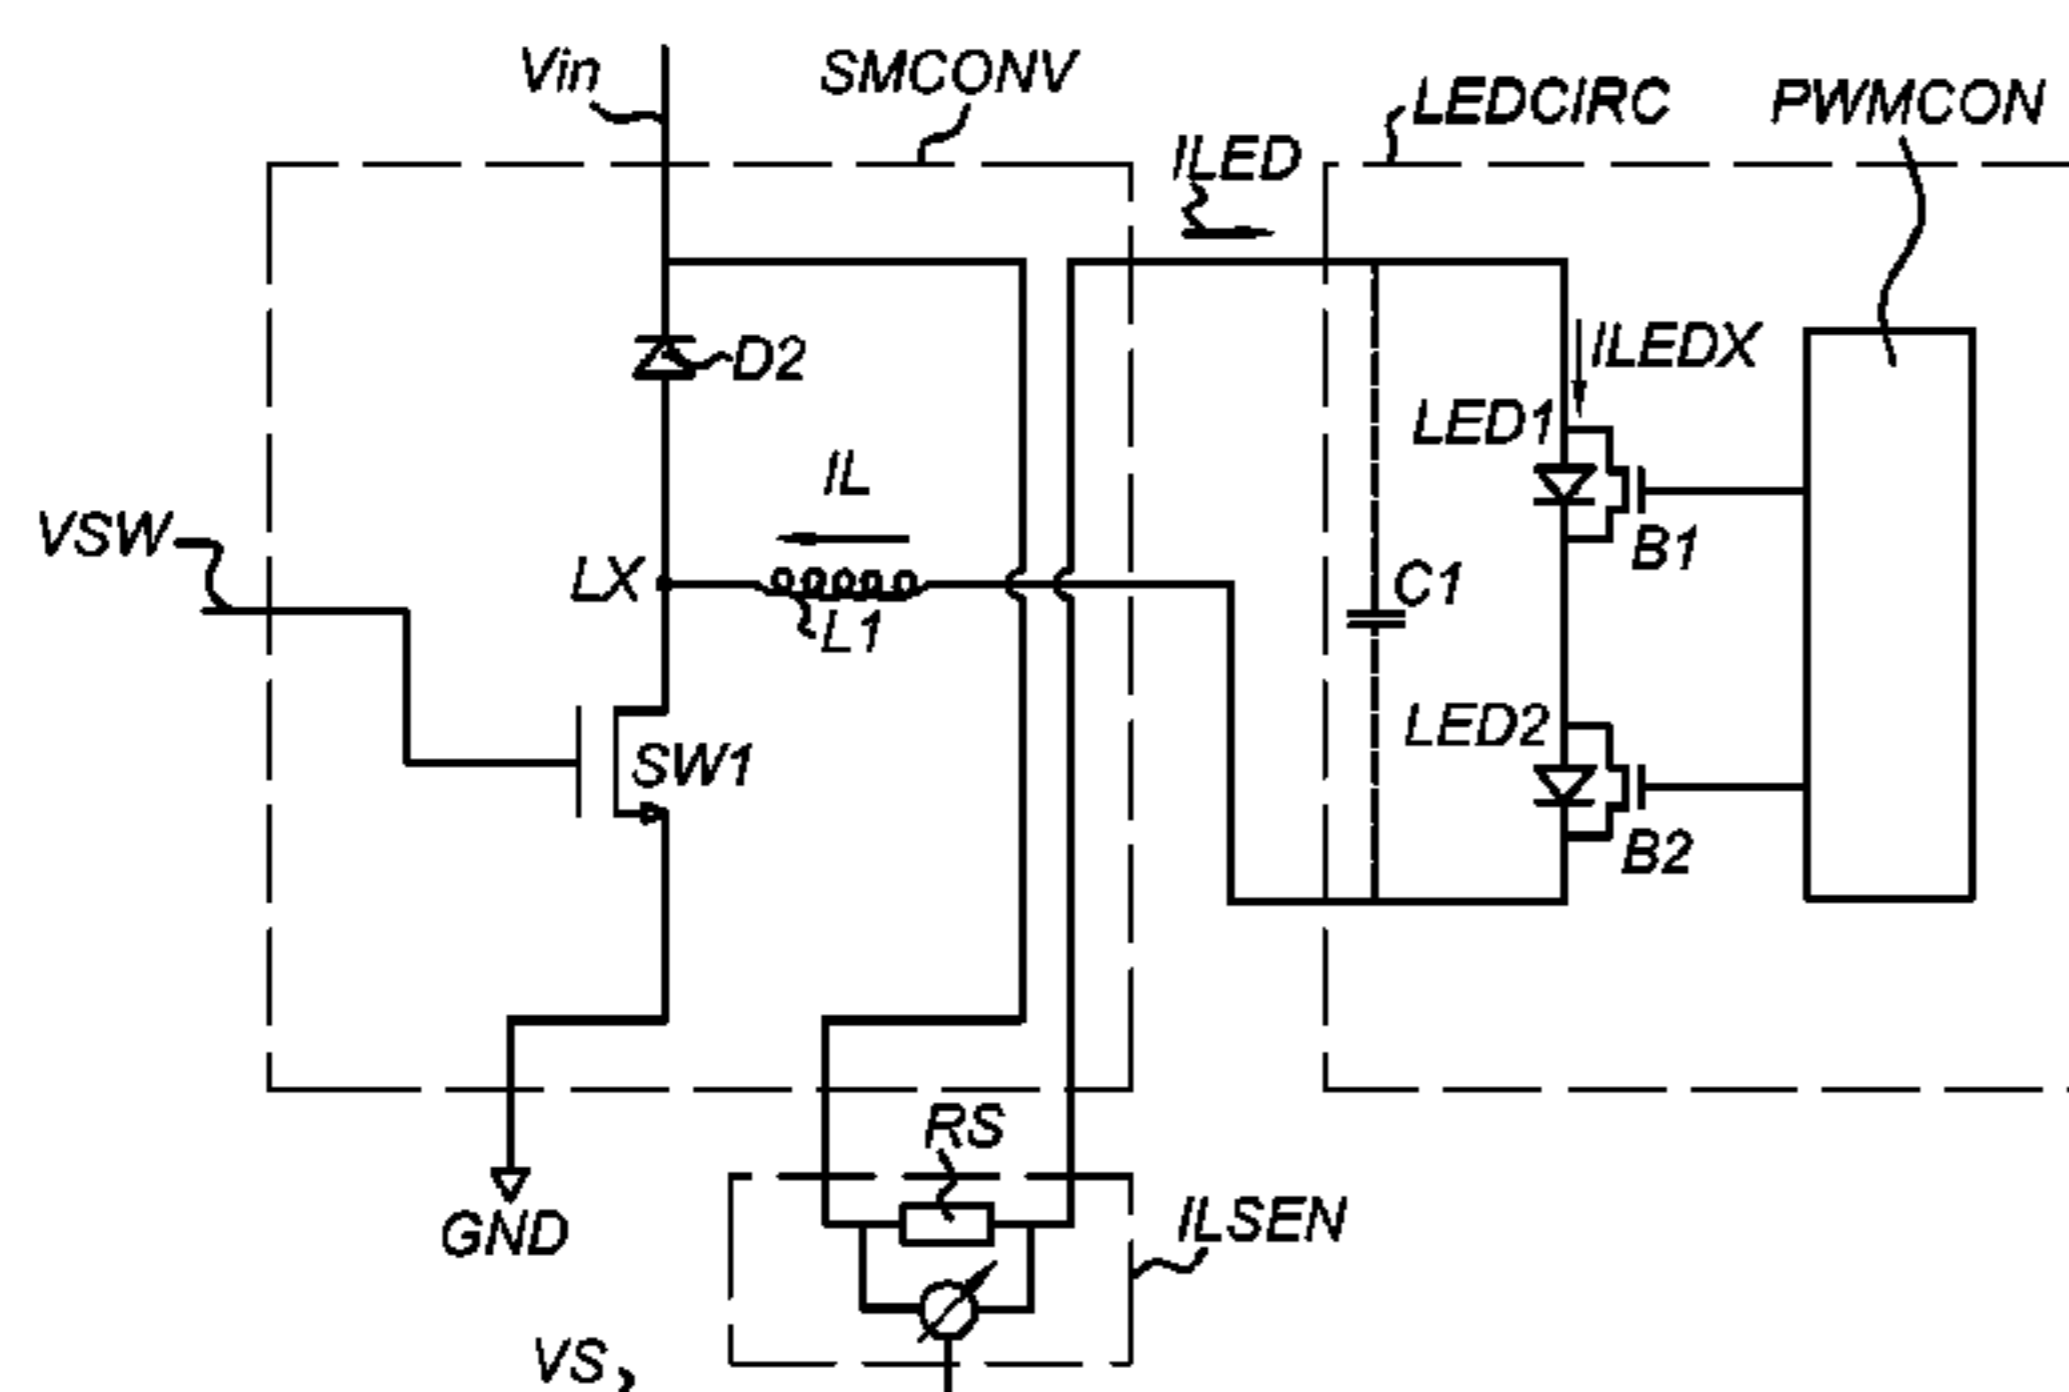 Vin
SMCONV
LEDCIRC
PWMCON
ILED
D2
ILEDX
LED1
IL
VSW
B1
LX
C1
L1
LED2
SW1
B2
RS
ILSEN
GND
VS